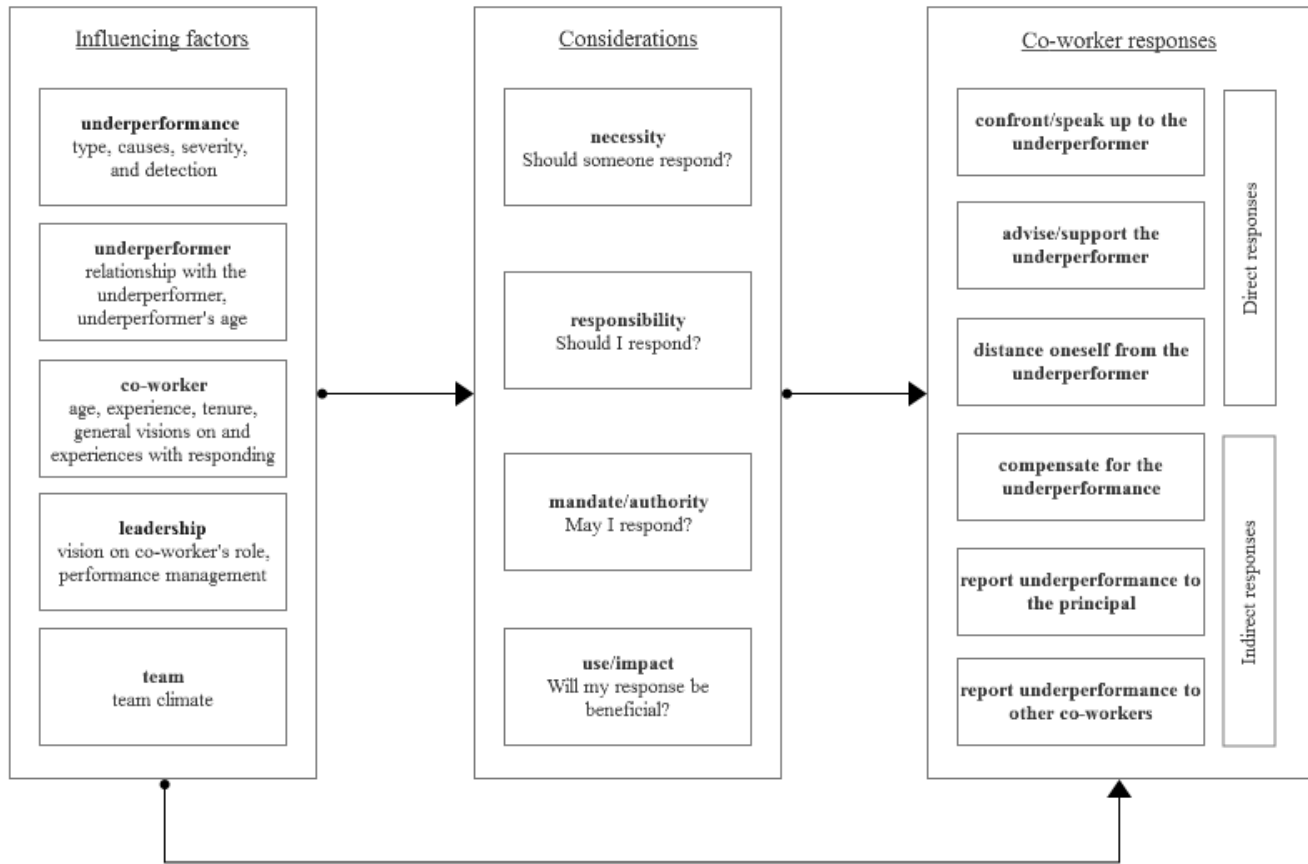 Influencing factors
underperformance
type, causes, severity,
and detection
underperformer
relationship with the
underperformer,
underperformer's age
co-worker
age, experience, tenure,
general visions on and
experiences with responding
leadership
vision on co-worker's role,
performance management
team
team climate
Considerations
necessity
Should someone respond?
responsibility
Should I respond?
mandate/authority
May I respond?
use/impact
Will my response be
beneficial?
Co-worker responses
confront/speak up to the
underperformer
advise/support the
underperformer
distance oneself from the
underperformer
compensate for the
underperformance
report underperformance to
the principal
report underperformance to
other co-workers
Direct responses
Indirect responses